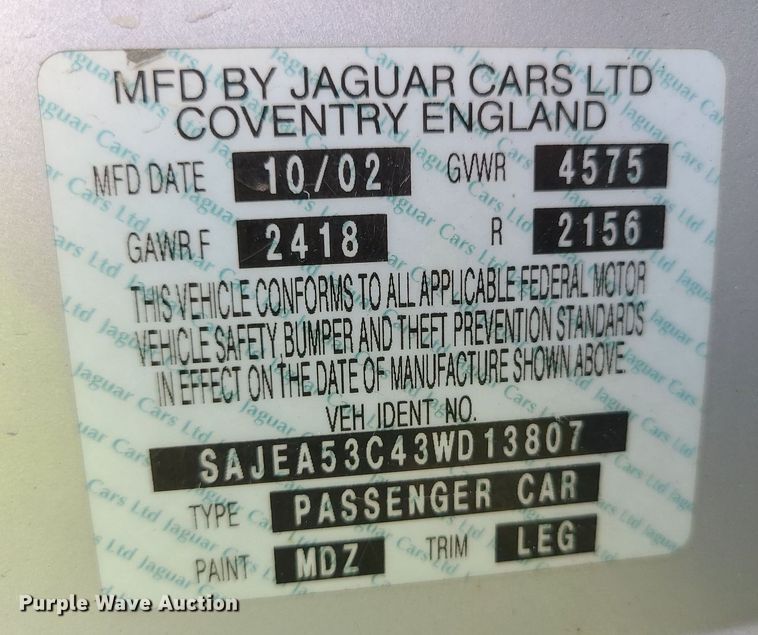 MFD BY JAGUAR CARS LTD
COVENTRY ENGLAND
MFD DATE 10/02 GVWR 4575
GAWR F 2418 R 2156
THIS VEHICLE CONFORMS TO ALL APPLICABLE FEDERAL MOTOR
VEHICLE SAFETY, BUMPER AND THEFT PREVENTION STANDARDS
IN EFFECT ON THE DATE OF MANUFACTURE SHOWN ABOVE
VEH IDENT NO.
SAJEA53C43WD13807
TYPE PASSENGER CAR
PAINT MDZ TRIM LEG
Purple Wave Auction